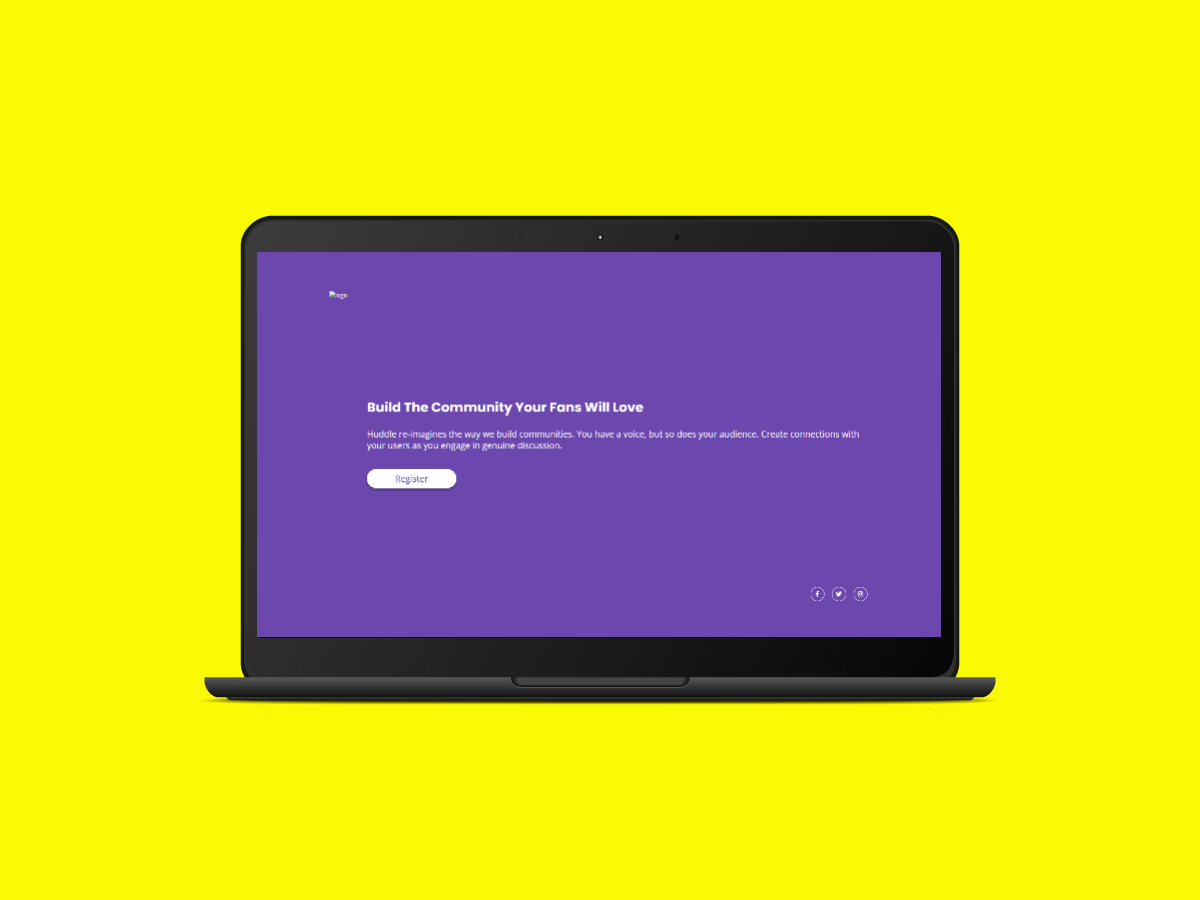 logo
Build The Community Your Fans Will Love
Huddle re-imagines the way we build communities. You have a voice, but so does your audience. Create connections with
your users as you engage in genuine discussion.
Register